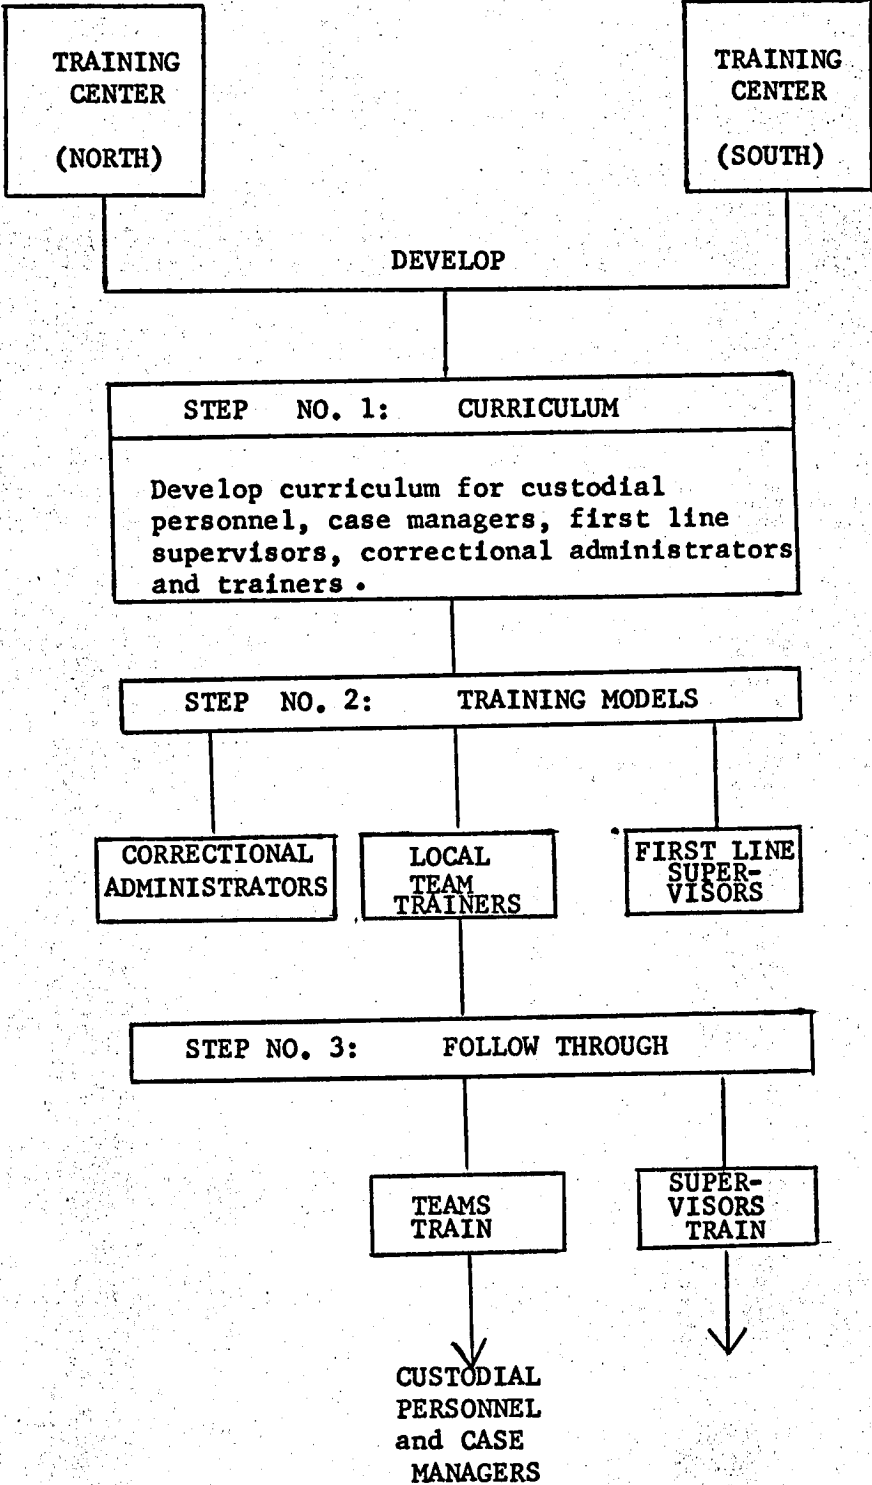 TRAINING
CENTER
(NORTH)
TRAINING
CENTER
(SOUTH)
DEVELOP
STEP NO. 1: CURRICULUM
Develop curriculum for custodial
personnel, case managers, first line
supervisors, correctional administrators
and trainers.
STEP NO. 2: TRAINING MODELS
CORRECTIONAL
ADMINISTRATORS
LOCAL
TEAM
TRAINERS
FIRST LINE
SUPER-
VISORS
STEP NO. 3: FOLLOW THROUGH
TEAMS
TRAIN
SUPER-
VISORS
TRAIN
CUSTODIAL
PERSONNEL
and CASE
MANAGERS